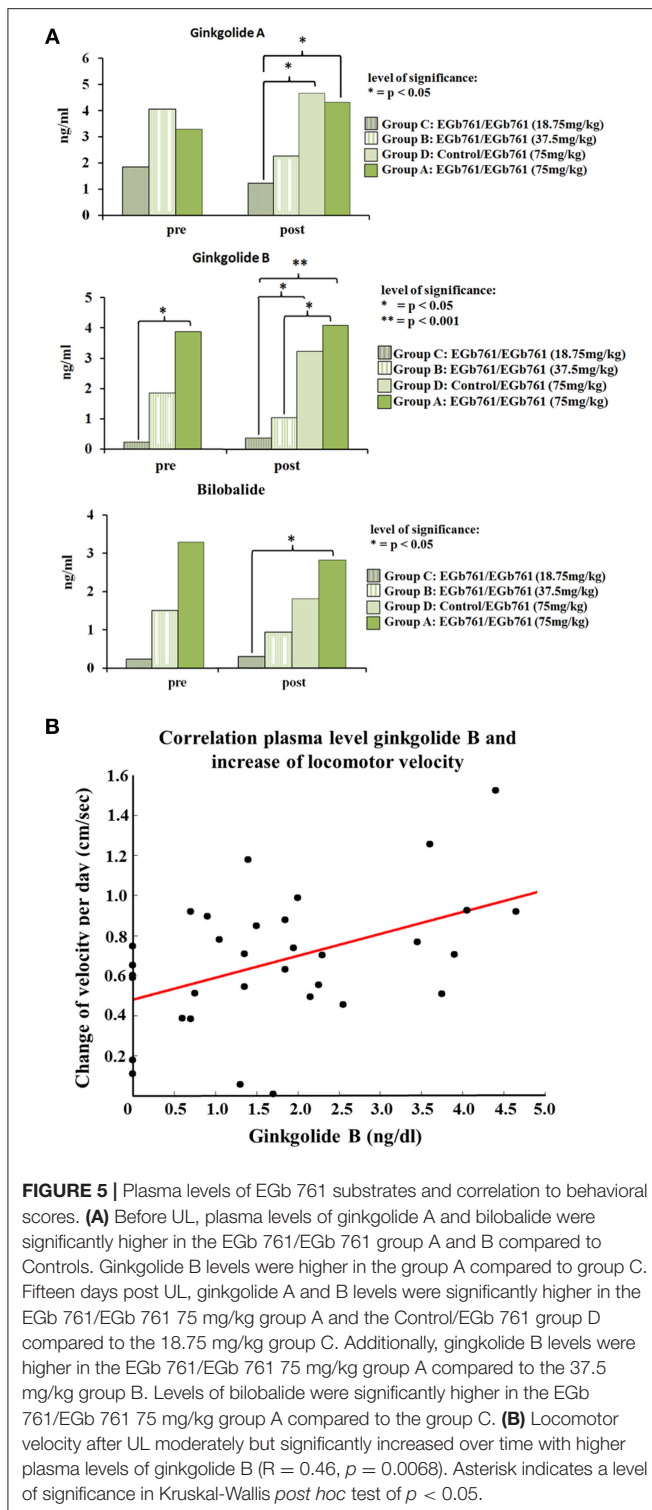 A
Ginkgolide A
6
5
4
3
2
1
0
ng/ml
pre
post
*
*
level of significance:
* = p < 0.05
Group C: EGb761/EGb761 (18.75mg/kg)
Group B: EGb761/EGb761 (37.5mg/kg)
Group D: Control/EGb761 (75mg/kg)
Group A: EGb761/EGb761 (75mg/kg)
Ginkgolide B
5
4
3
2
1
0
ng/ml
pre
post
*
**
*
*
level of significance:
* = p < 0.05
** = p < 0.001
Group C: EGb761/EGb761 (18.75mg/kg)
Group B: EGb761/EGb761 (37.5mg/kg)
Group D: Control/EGb761 (75mg/kg)
Group A: EGb761/EGb761 (75mg/kg)
Bilobalide
4
3
2
1
0
ng/ml
pre
post
*
level of significance:
* = p < 0.05
Group C: EGb761/EGb761 (18.75mg/kg)
Group B: EGb761/EGb761 (37.5mg/kg)
Group D: Control/EGb761 (75mg/kg)
Group A: EGb761/EGb761 (75mg/kg)
B
Correlation plasma level ginkgolide B and
increase of locomotor velocity
Change of velocity per day (cm/sec)
1.6
1.4
1.2
1.0
0.8
0.6
0.4
0.2
0 0.5 1.0 1.5 2.0 2.5 3.0 3.5 4.0 4.5 5.0
Ginkgolide B (ng/dl)
FIGURE 5 | Plasma levels of EGb 761 substrates and correlation to behavioral
scores. (A) Before UL, plasma levels of ginkgolide A and bilobalide were
significantly higher in the EGb 761/EGb 761 group A and B compared to
Controls. Ginkgolide B levels were higher in the group A compared to group C.
Fifteen days post UL, ginkgolide A and B levels were significantly higher in the
EGb 761/EGb 761 75 mg/kg group A and the Control/EGb 761 group D
compared to the 18.75 mg/kg group C. Additionally, gingkolide B levels were
higher in the EGb 761/EGb 761 75 mg/kg group A compared to the 37.5
mg/kg group B. Levels of bilobalide were significantly higher in the EGb
761/EGb 761 75 mg/kg group A compared to the group C. (B) Locomotor
velocity after UL moderately but significantly increased over time with higher
plasma levels of ginkgolide B (R = 0.46, p = 0.0068). Asterisk indicates a level
of significance in Kruskal-Wallis post hoc test of p < 0.05.